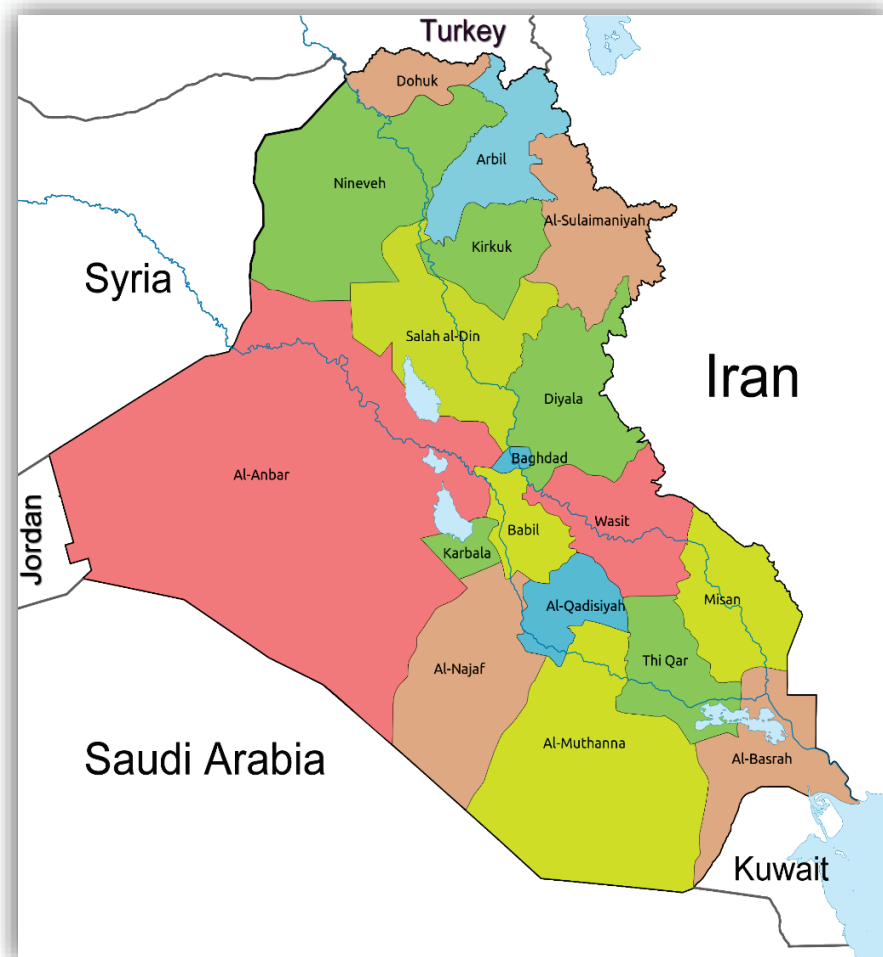 Turkey
Dohuk
Arbil
Nineveh
Al-Sulaimaniyah
Kirkuk
Syria
Salah al-Din
Iran
Diyala
Baghdad
Al-Anbar
Wasit
Babil
Jordan
Karbala
Misan
Al-Qadisiyah
Thi Qar
Al-Najaf
Al-Muthanna
Saudi Arabia
Al-Basrah
Kuwait